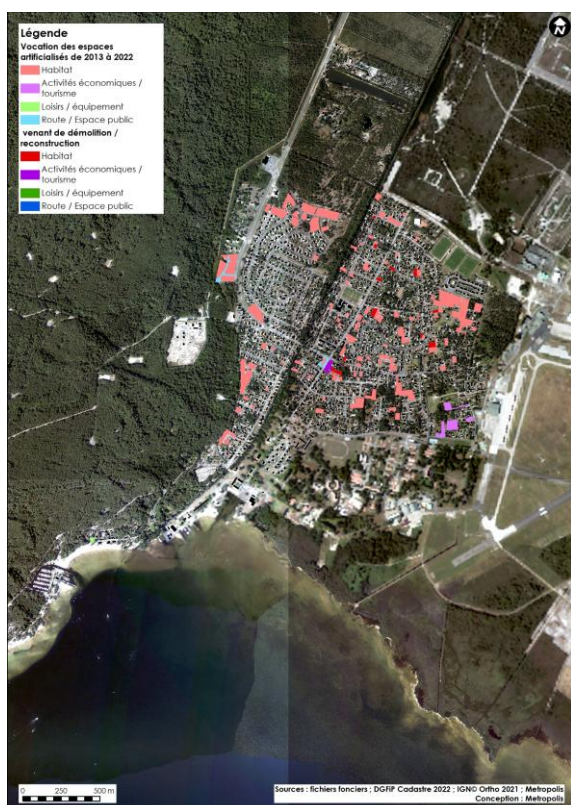 Légende
Vocation des espaces
artificialisés de 2013 à 2022
Habitat
Activités économiques /
tourisme
Loisirs / équipement
Route / Espace public
venant de démolition /
reconstruction
Habitat
Activités économiques /
tourisme
Loisirs / équipement
Route / Espace public
N
0 250 500 m
Sources : fichiers fonciers ; DGFiP Cadastre 2022 ; IGN© Ortho 2021 ; Metropolis
Conception : Metropolis